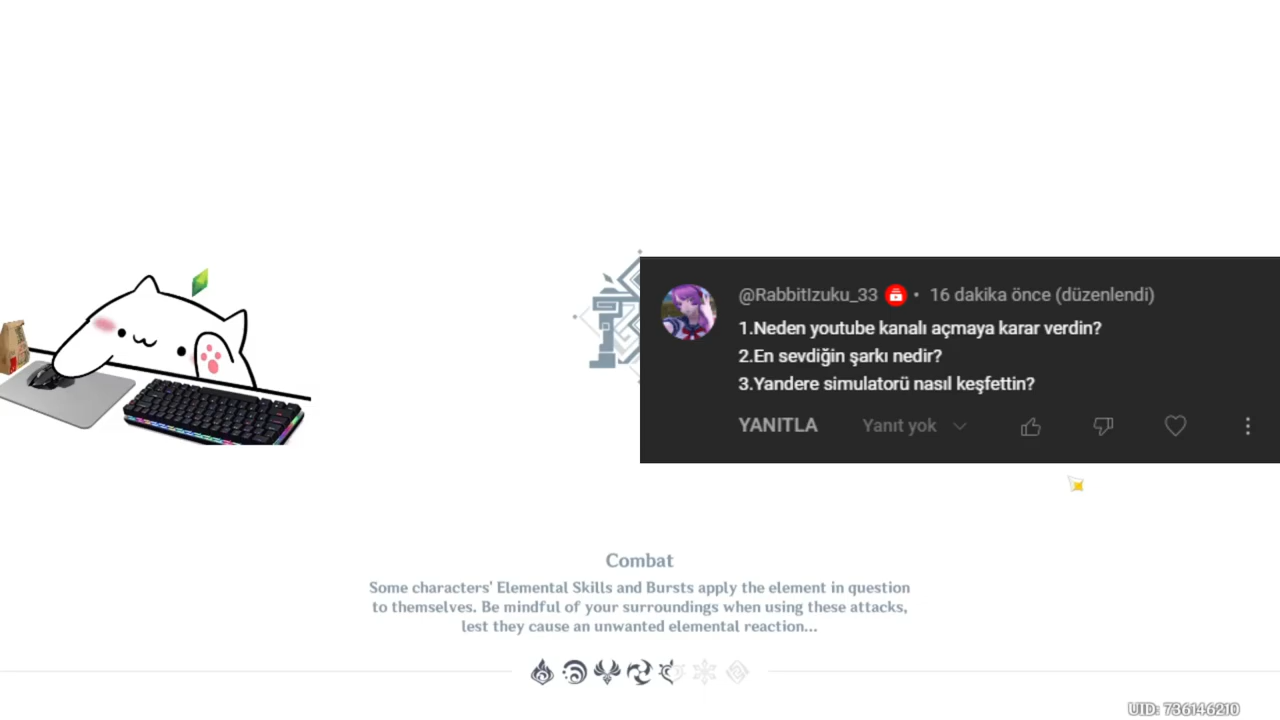 @RabbitIzuku_33 • 16 dakika önce (düzenlendi)
1.Neden youtube kanalı açmaya karar verdin?
2.En sevdiğin şarkı nedir?
3.Yandere simulatorü nasıl keşfettin?
YANITLA Yanıt yok
Combat
Some characters' Elemental Skills and Bursts apply the element in question
to themselves. Be mindful of your surroundings when using these attacks,
lest they cause an unwanted elemental reaction...
UID: 736146210